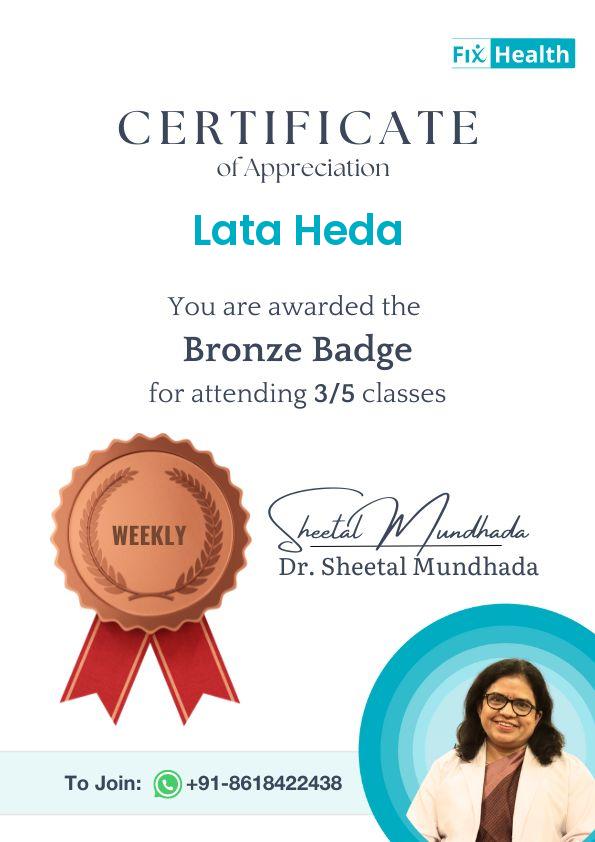 Fix Health
CERTIFICATE
of Appreciation
Lata Heda
You are awarded the
Bronze Badge
for attending 3/5 classes
WEEKLY
Sheetal Mundhada
Dr. Sheetal Mundhada
To Join: +91-8618422438